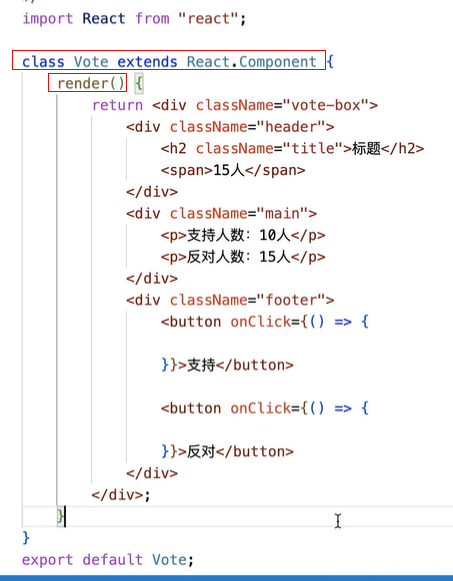 */
import React from "react";
class Vote extends React.Component {
render() {
return <div className="vote-box">
<div className="header">
<h2 className="title">标题</h2>
<span>15人</span>
</div>
<div className="main">
<p>支持人数：10人</p>
<p>反对人数：15人</p>
</div>
<div className="footer">
<button onClick={() => {
}}>支持</button>
<button onClick={() => {
}}>反对</button>
</div>
</div>;
}
}
export default Vote;